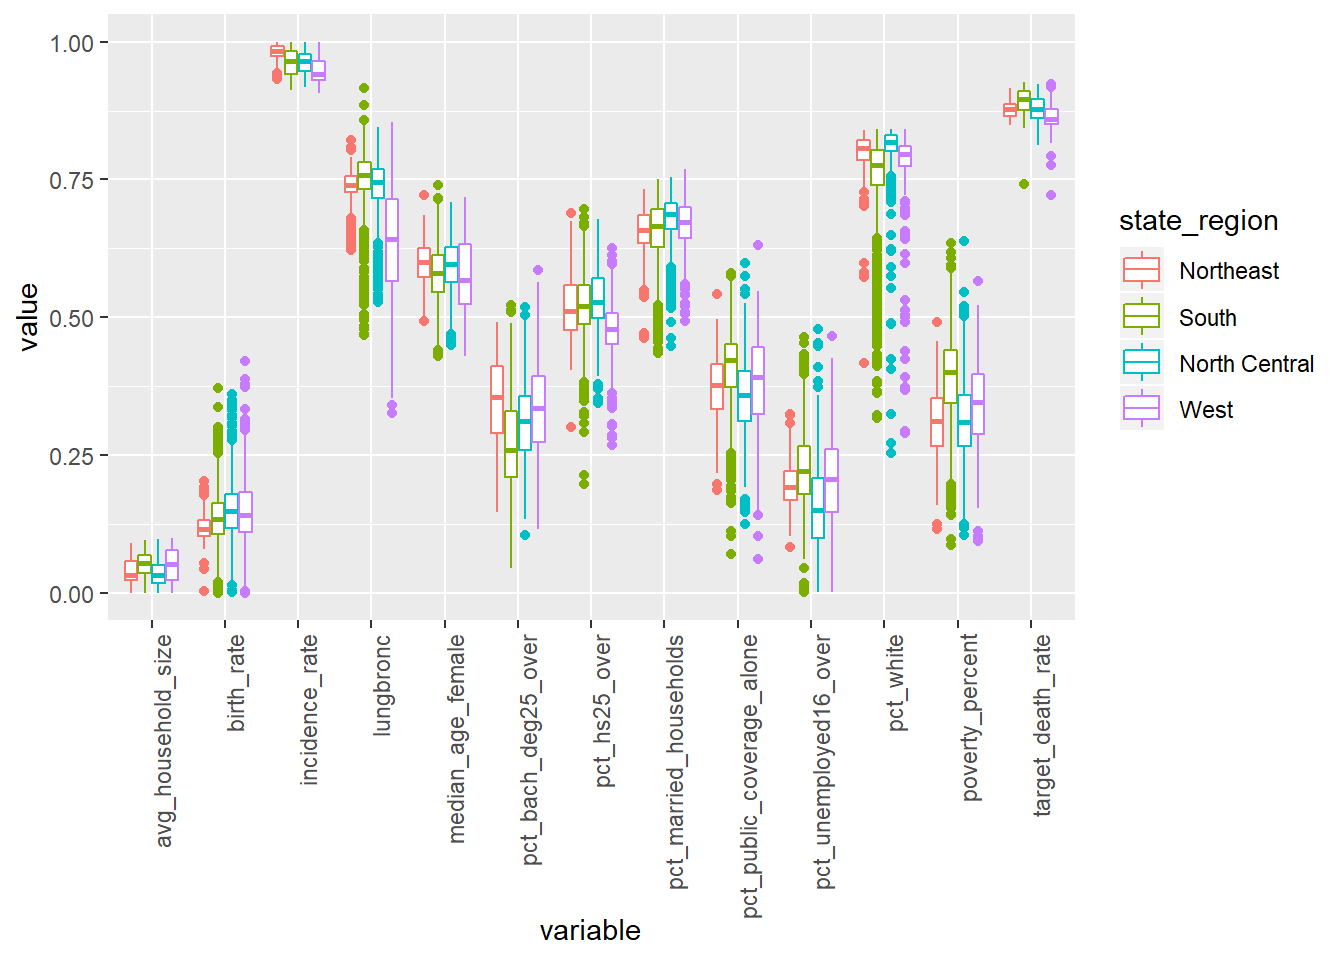 1.00
0.75
0.50
0.25
0.00
value
avg_household_size
birth_rate
incidence_rate
lungbronc
median_age_female
pct_bach_deg25_over
pct_hs25_over
pct_married_households
pct_public_coverage_alone
pct_unemployed16_over
pct_white
poverty_percent
target_death_rate
variable
state_region
Northeast
South
North Central
West